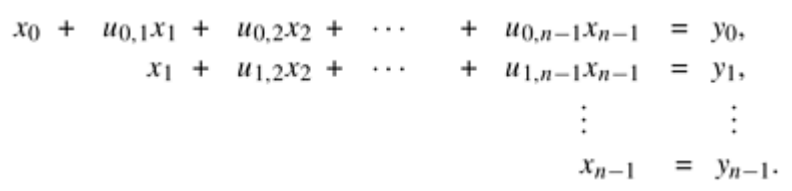 x₀ + u₀,₁x₁ + u₀,₂x₂ + ⋯ + u₀,ₙ₋₁xₙ₋₁ = y₀,
x₁ + u₁,₂x₂ + ⋯ + u₁,ₙ₋₁xₙ₋₁ = y₁,
⋮ ⋮
xₙ₋₁ = yₙ₋₁.